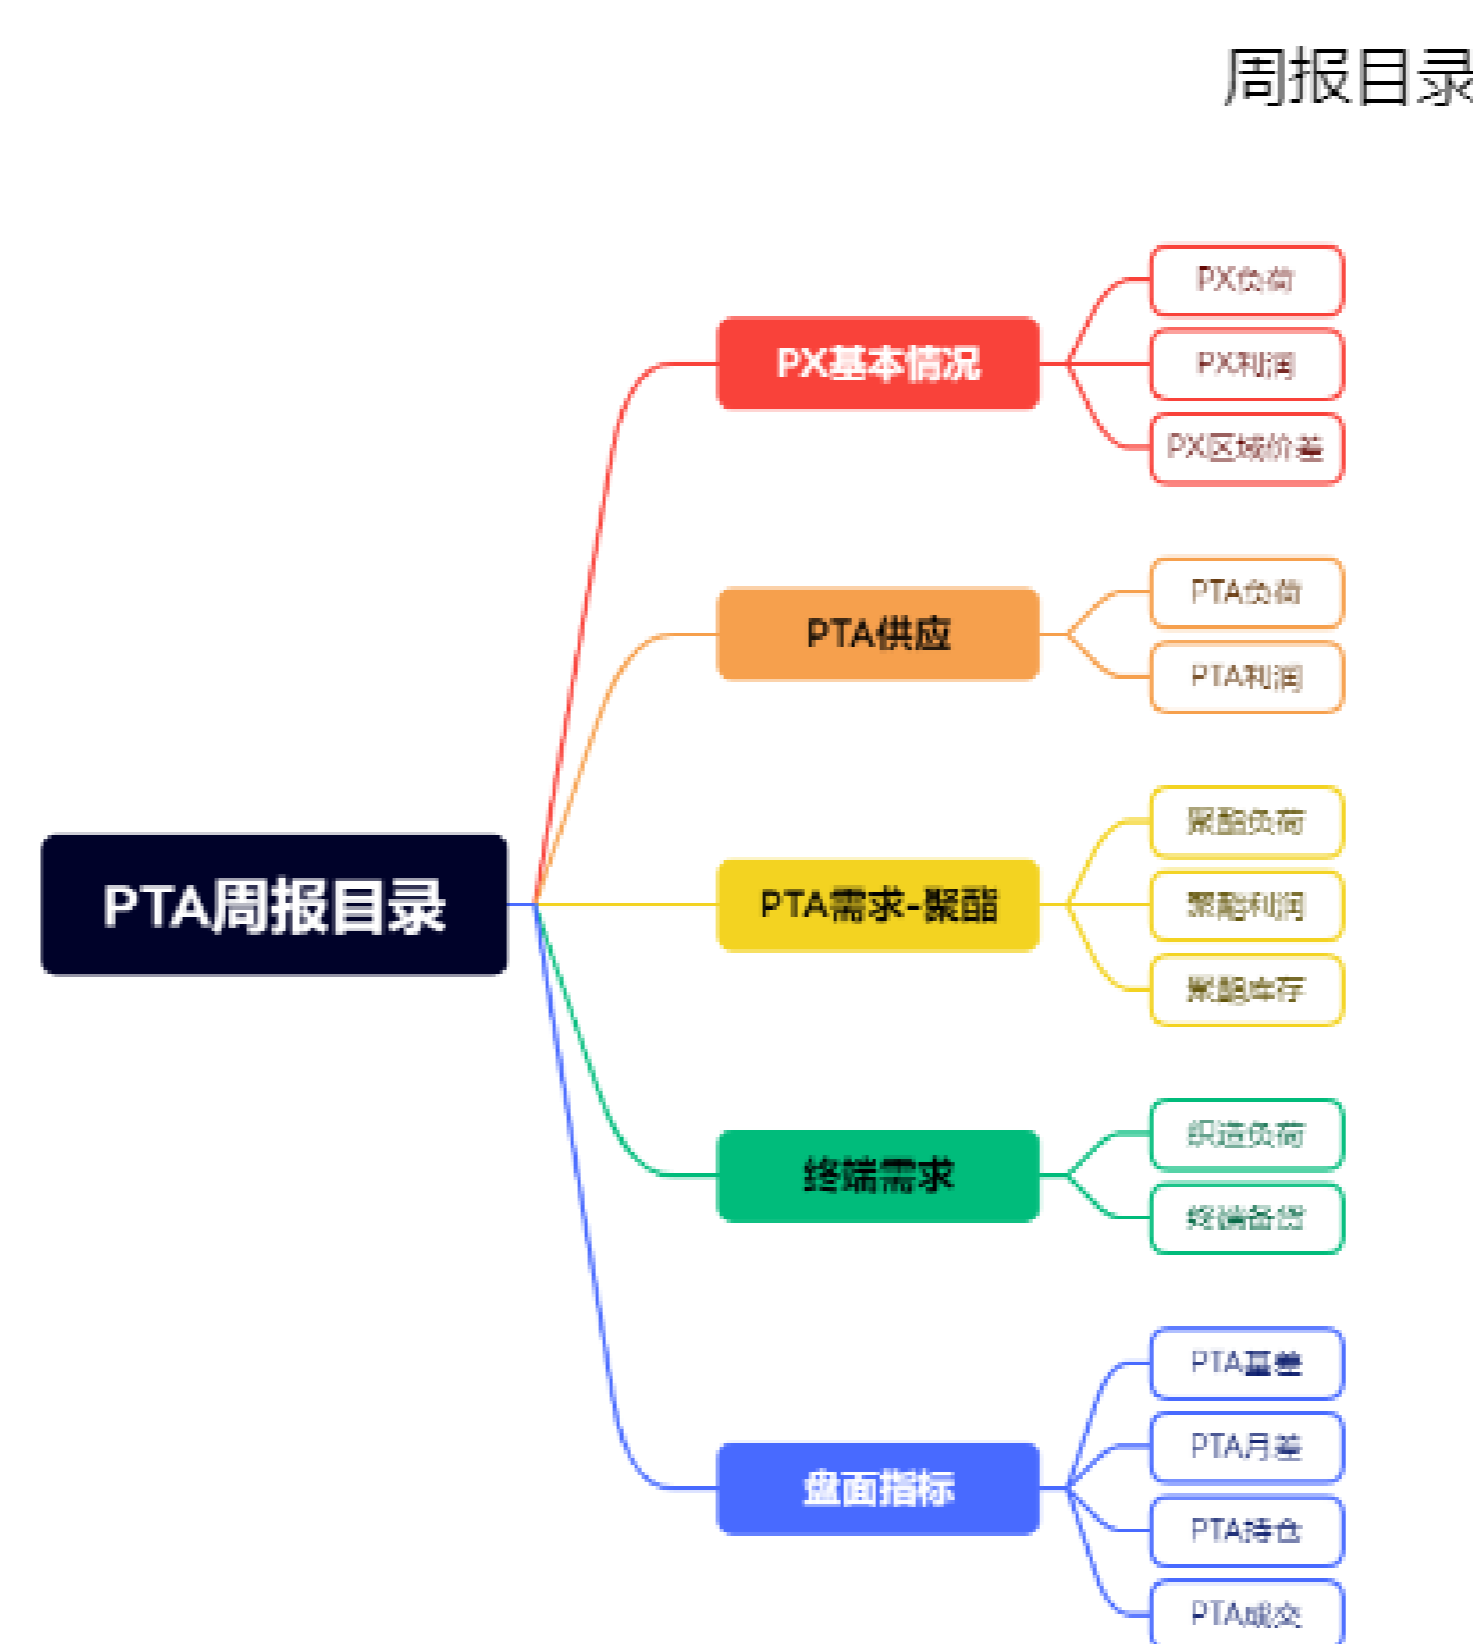 周报目录
PTA周报目录
PX基本情况
PX负荷
PX利润
PX区域价差
PTA供应
PTA负荷
PTA利润
PTA需求-聚酯
聚酯负荷
聚酯利润
聚酯库存
终端需求
织造负荷
终端备货
盘面指标
PTA基差
PTA月差
PTA持仓
PTA成交